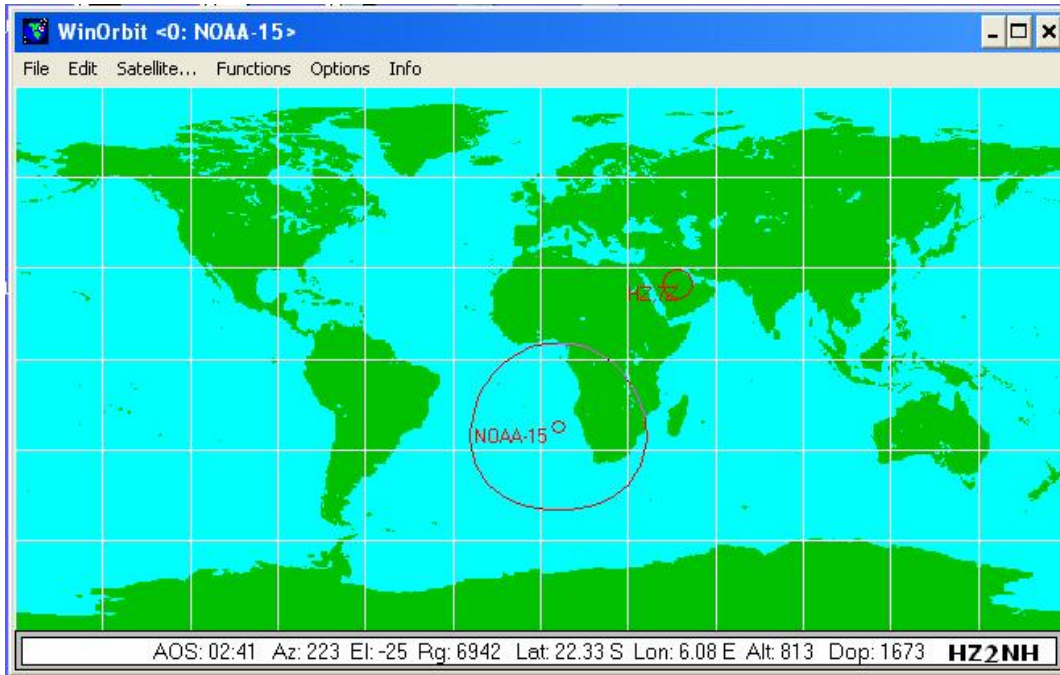 WinOrbit <0: NOAA-15>
File Edit Satellite... Functions Options Info
NOAA-15
AOS: 02:41 Az: 223 El: -25 Rg: 6942 Lat: 22.33 S Lon: 6.08 E Alt: 813 Dop: 1673 HZ2NH